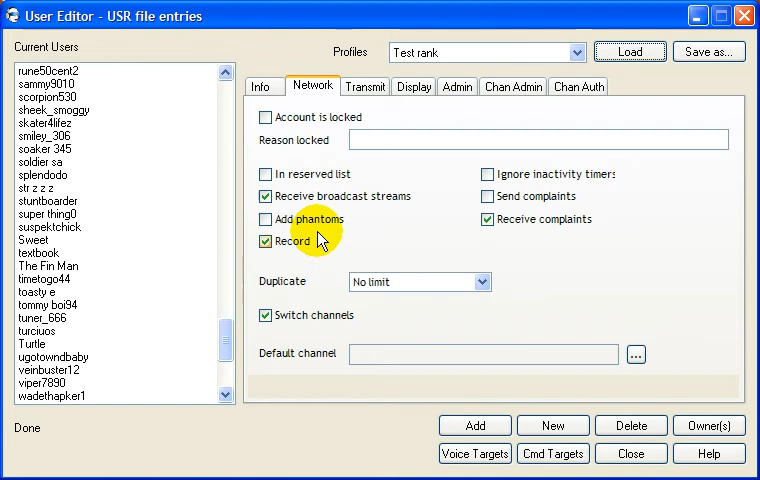 User Editor - USR file entries
Current Users
Profiles
Test rank
Load
Save as...
rune50cent2
sammy9010
scorpion530
sheek_smoggy
skater4lifez
smiley_306
soaker 345
soldier sa
splendodo
str z z z
stuntboarder
super thing0
suspektchick
Sweet
textbook
The Fin Man
timetogo44
toasty e
tommy boi94
tuner_666
turciuos
Turtle
ugotowndbaby
veinbuster12
viper7890
wadethapker1
Info
Network
Transmit
Display
Admin
Chan Admin
Chan Auth
Account is locked
Reason locked
In reserved list
Ignore inactivity timers
Receive broadcast streams
Send complaints
Add phantoms
Receive complaints
Record
Duplicate
No limit
Switch channels
Default channel
...
Done
Add
New
Delete
Owner(s)
Voice Targets
Cmd Targets
Close
Help